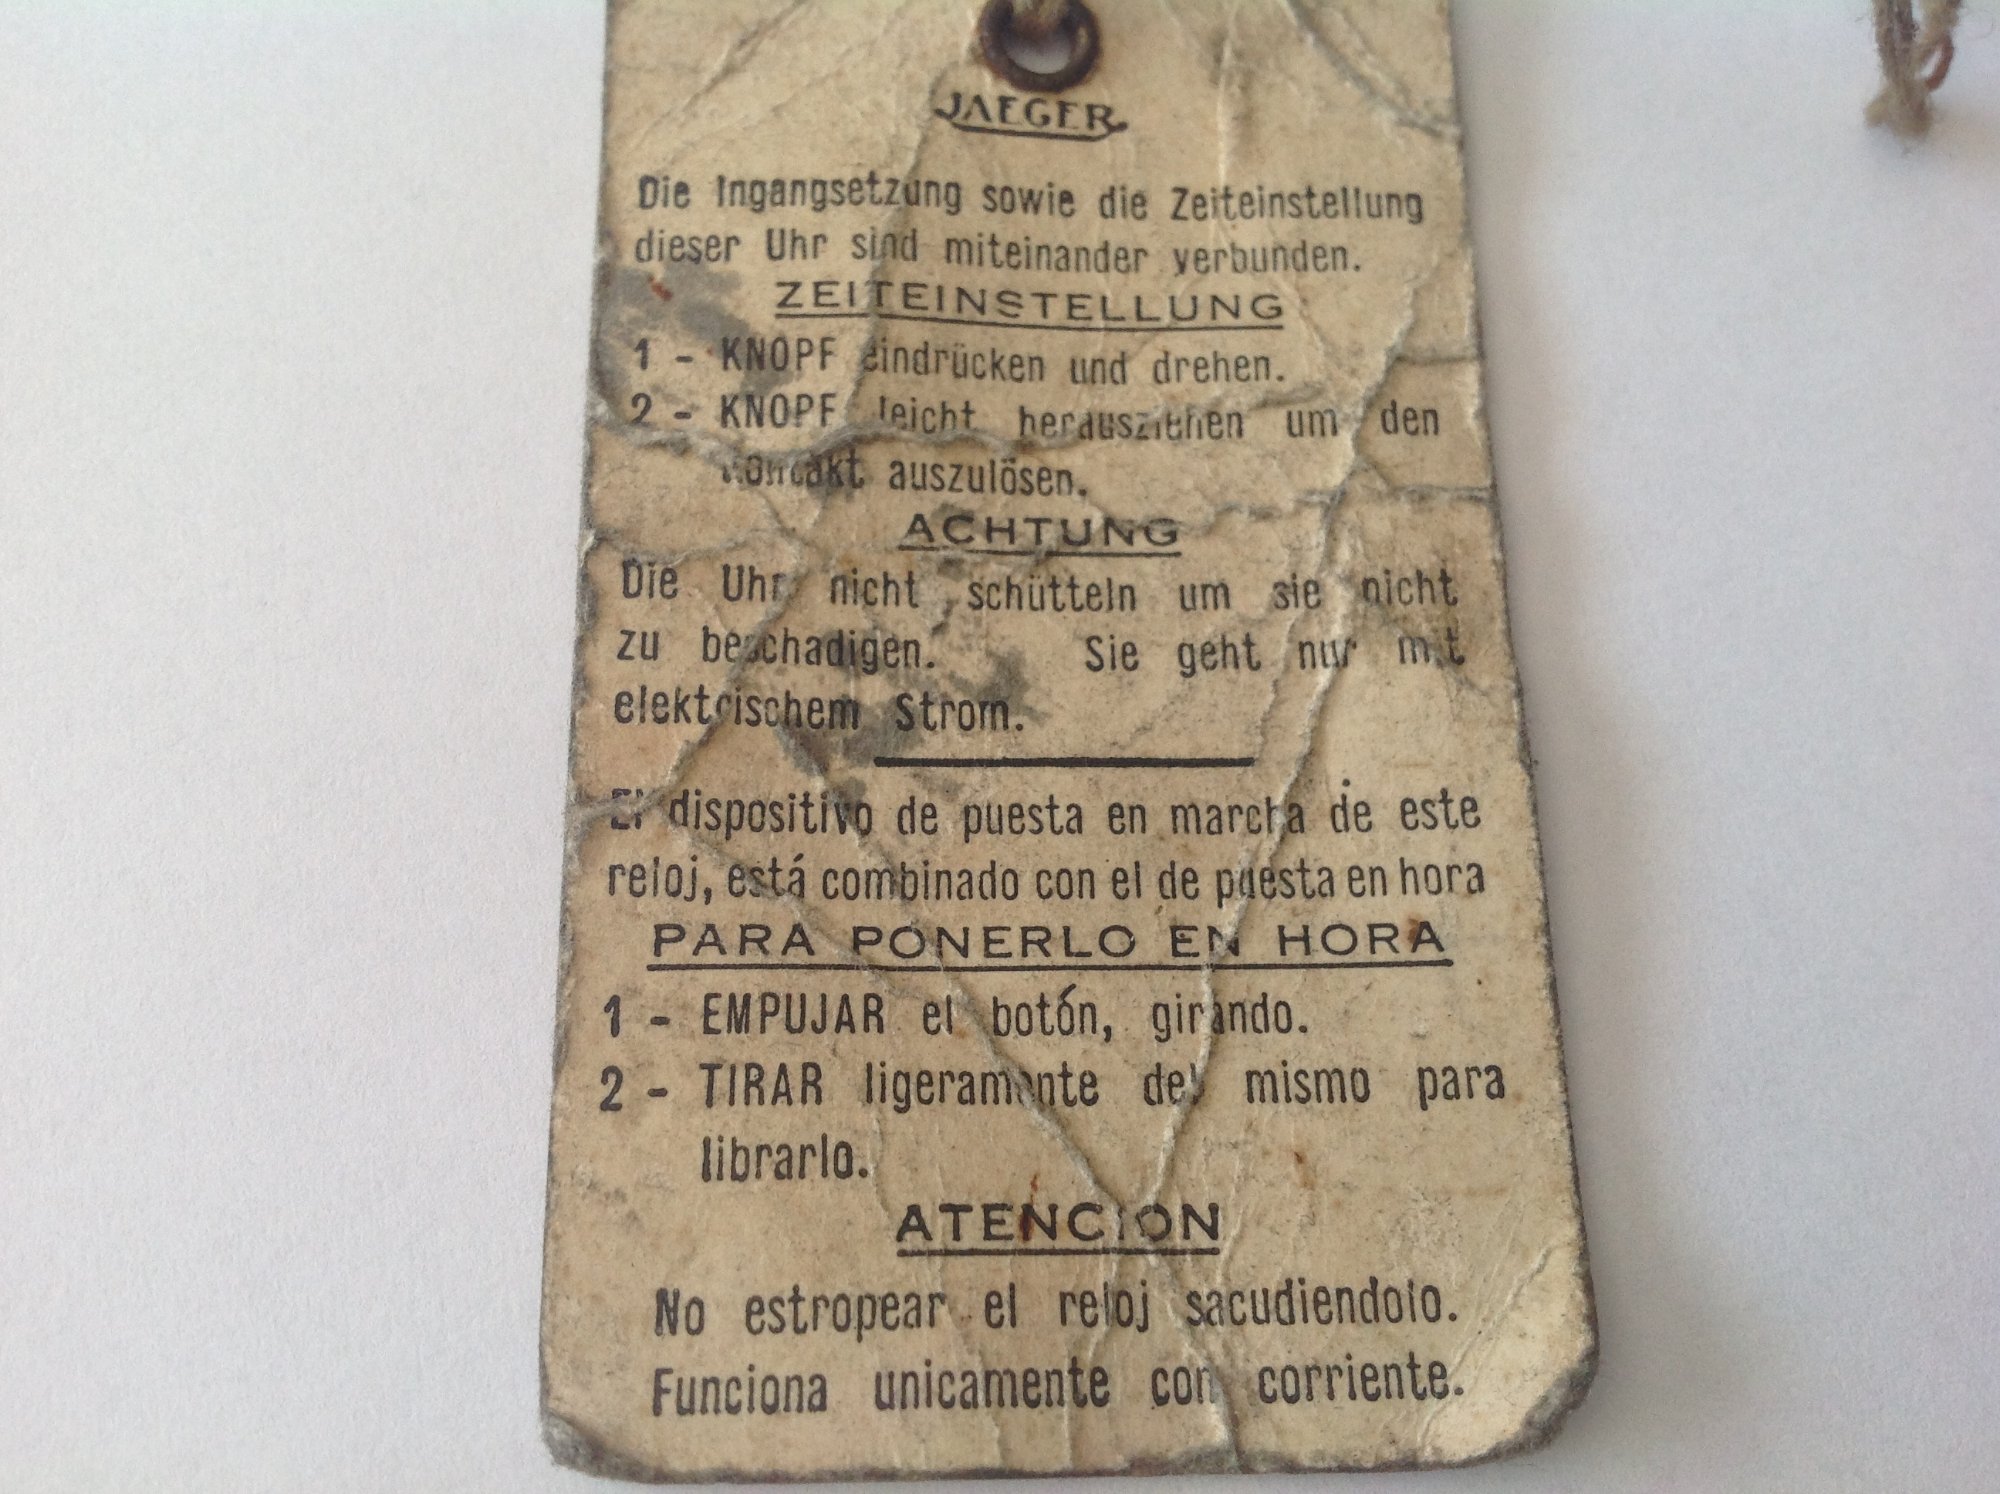 JAEGER
Die Ingangsetzung sowie die Zeiteinstellung
dieser Uhr sind miteinander verbunden.
ZEITEINSTELLUNG
1 - KNOPF eindrücken und drehen.
2 - KNOPF leicht herausziehen um den
Kontakt auszulösen.
ACHTUNG
Die Uhr nicht schütteln um sie nicht
zu beschadigen. Sie geht nur mit
elektrischem Strom.
El dispositivo de puesta en marcha de este
reloj, está combinado con el de puesta en hora
PARA PONERLO EN HORA
1 - EMPUJAR el botón, girando.
2 - TIRAR ligeramente del mismo para
librarlo.
ATENCION
No estropear el reloj sacudiendolo.
Funciona unicamente con corriente.